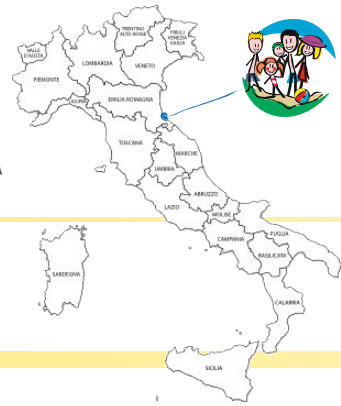 TRENTINO
ALTO ADIGE
FRIULI
VENEZIA
GIULIA
VALLE
D'AOSTA
LOMBARDIA
VENETO
PIEMONTE
EMILIA ROMAGNA
LIGURIA
TOSCANA
MARCHE
UMBRIA
ABRUZZO
LAZIO
MOLISE
CAMPANIA
PUGLIA
BASILICATA
SARDEGNA
CALABRIA
SICILIA